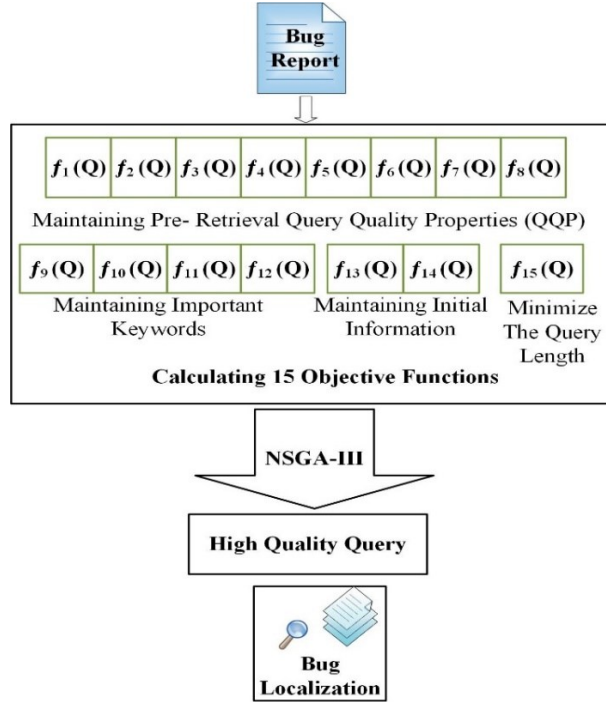 Bug
Report
f₁(Q) f₂(Q) f₃(Q) f₄(Q) f₅(Q) f₆(Q) f₇(Q) f₈(Q)
Maintaining Pre- Retrieval Query Quality Properties (QQP)
f₉(Q) f₁₀(Q) f₁₁(Q) f₁₂(Q) f₁₃(Q) f₁₄(Q) f₁₅(Q)
Maintaining Important
Keywords
Maintaining Initial
Information
Minimize
The Query
Length
Calculating 15 Objective Functions
NSGA-III
High Quality Query
Bug
Localization